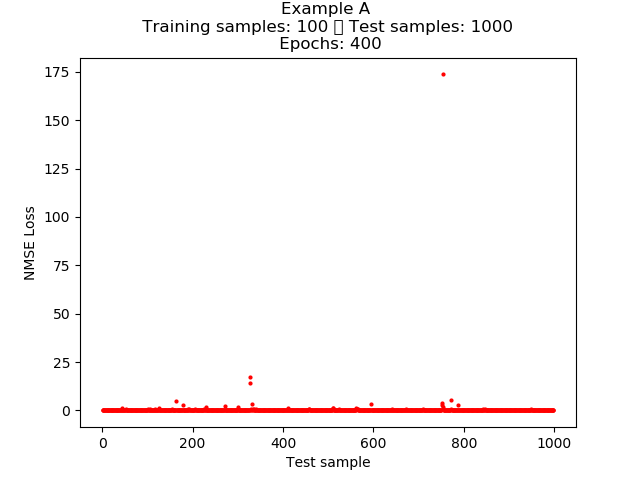 Example A
Training samples: 100 ▯ Test samples: 1000
Epochs: 400
175
150
125
100
75
50
25
0
NMSE Loss
0 200 400 600 800 1000
Test sample